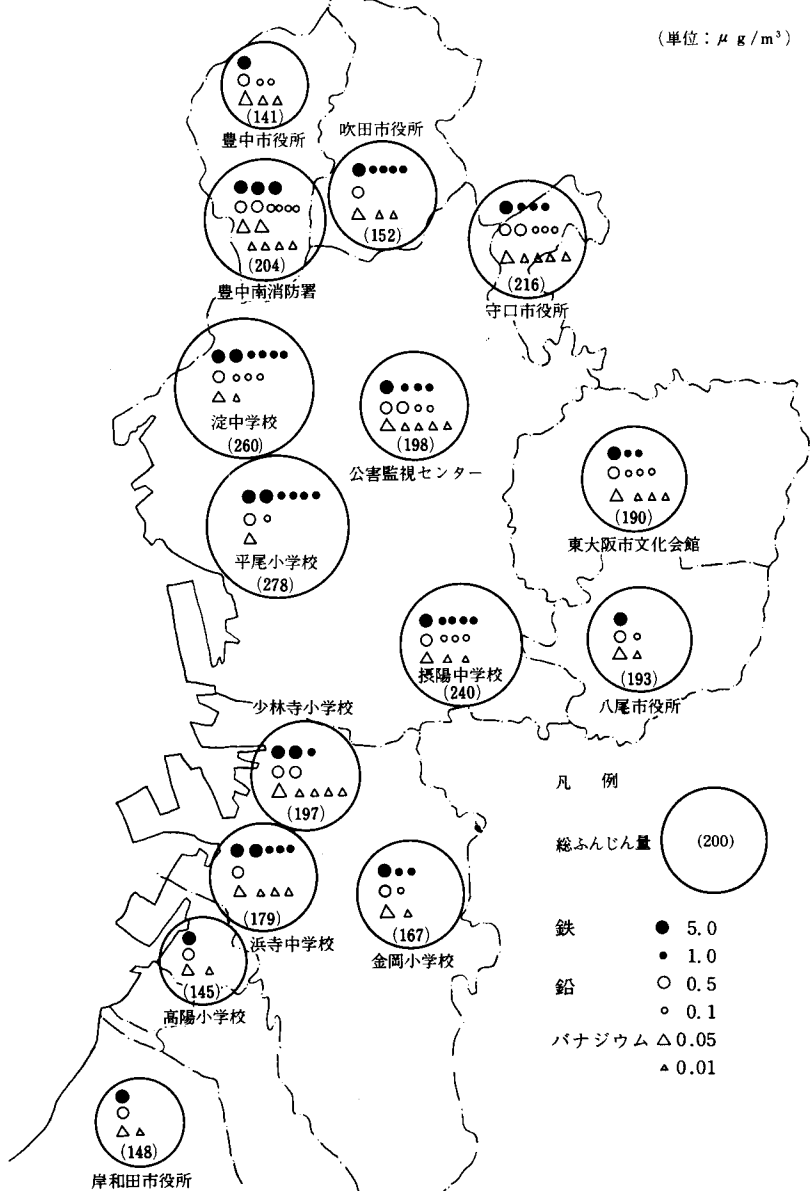 (単位：μg/m³)
(141)
豊中市役所
吹田市役所
(152)
(204)
豊中南消防署
(216)
守口市役所
淀中学校
(260)
(198)
公害監視センター
(190)
東大阪市文化会館
平尾小学校
(278)
摂陽中学校
(240)
(193)
八尾市役所
少林寺小学校
(197)
(179)
浜寺中学校
(167)
金岡小学校
(145)
高陽小学校
(148)
岸和田市役所
凡 例
総ふんじん量 (200)
鉄 ● 5.0
● 1.0
鉛 ○ 0.5
○ 0.1
バナジウム △ 0.05
△ 0.01